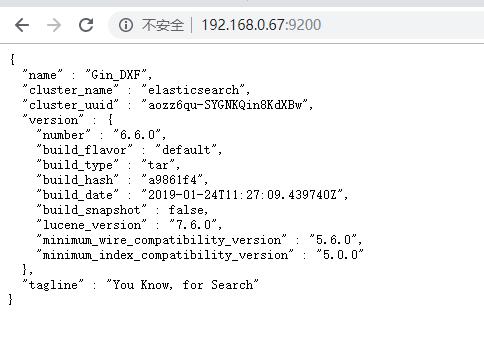 不安全 192.168.0.67:9200
{
"name" : "Gin_DXF",
"cluster_name" : "elasticsearch",
"cluster_uuid" : "aozz6qu-SYGNKQin8KdXBw",
"version" : {
"number" : "6.6.0",
"build_flavor" : "default",
"build_type" : "tar",
"build_hash" : "a9861f4",
"build_date" : "2019-01-24T11:27:09.439740Z",
"build_snapshot" : false,
"lucene_version" : "7.6.0",
"minimum_wire_compatibility_version" : "5.6.0",
"minimum_index_compatibility_version" : "5.0.0"
},
"tagline" : "You Know, for Search"
}